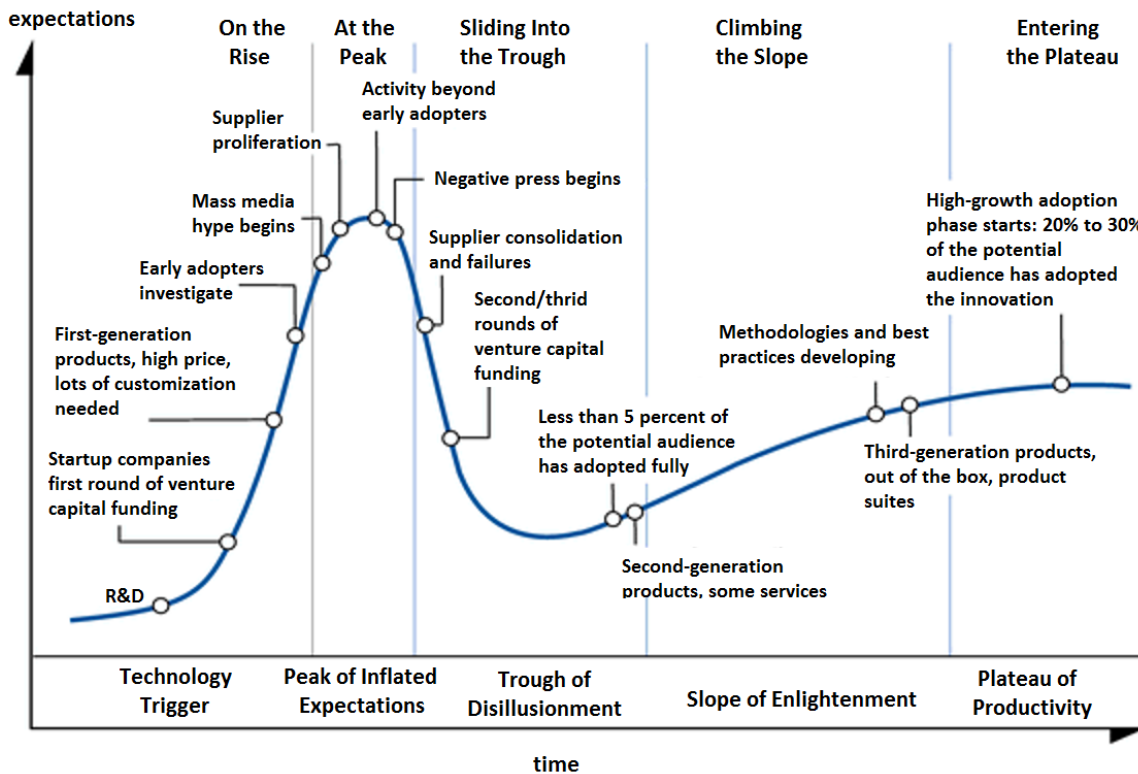 expectations
On the
Rise
At the
Peak
Sliding Into
the Trough
Climbing
the Slope
Entering
the Plateau
Activity beyond
early adopters
Supplier
proliferation
Negative press begins
Mass media
hype begins
High-growth adoption
phase starts: 20% to 30%
of the potential
audience has adopted
the innovation
Supplier consolidation
and failures
Early adopters
investigate
Second/thrid
rounds of
venture capital
funding
First-generation
products, high price,
lots of customization
needed
Methodologies and best
practices developing
Less than 5 percent of
the potential audience
has adopted fully
Startup companies
first round of venture
capital funding
Third-generation products,
out of the box, product
suites
Second-generation
products, some services
R&D
Technology
Trigger
Peak of Inflated
Expectations
Trough of
Disillusionment
Slope of Enlightenment
Plateau of
Productivity
time